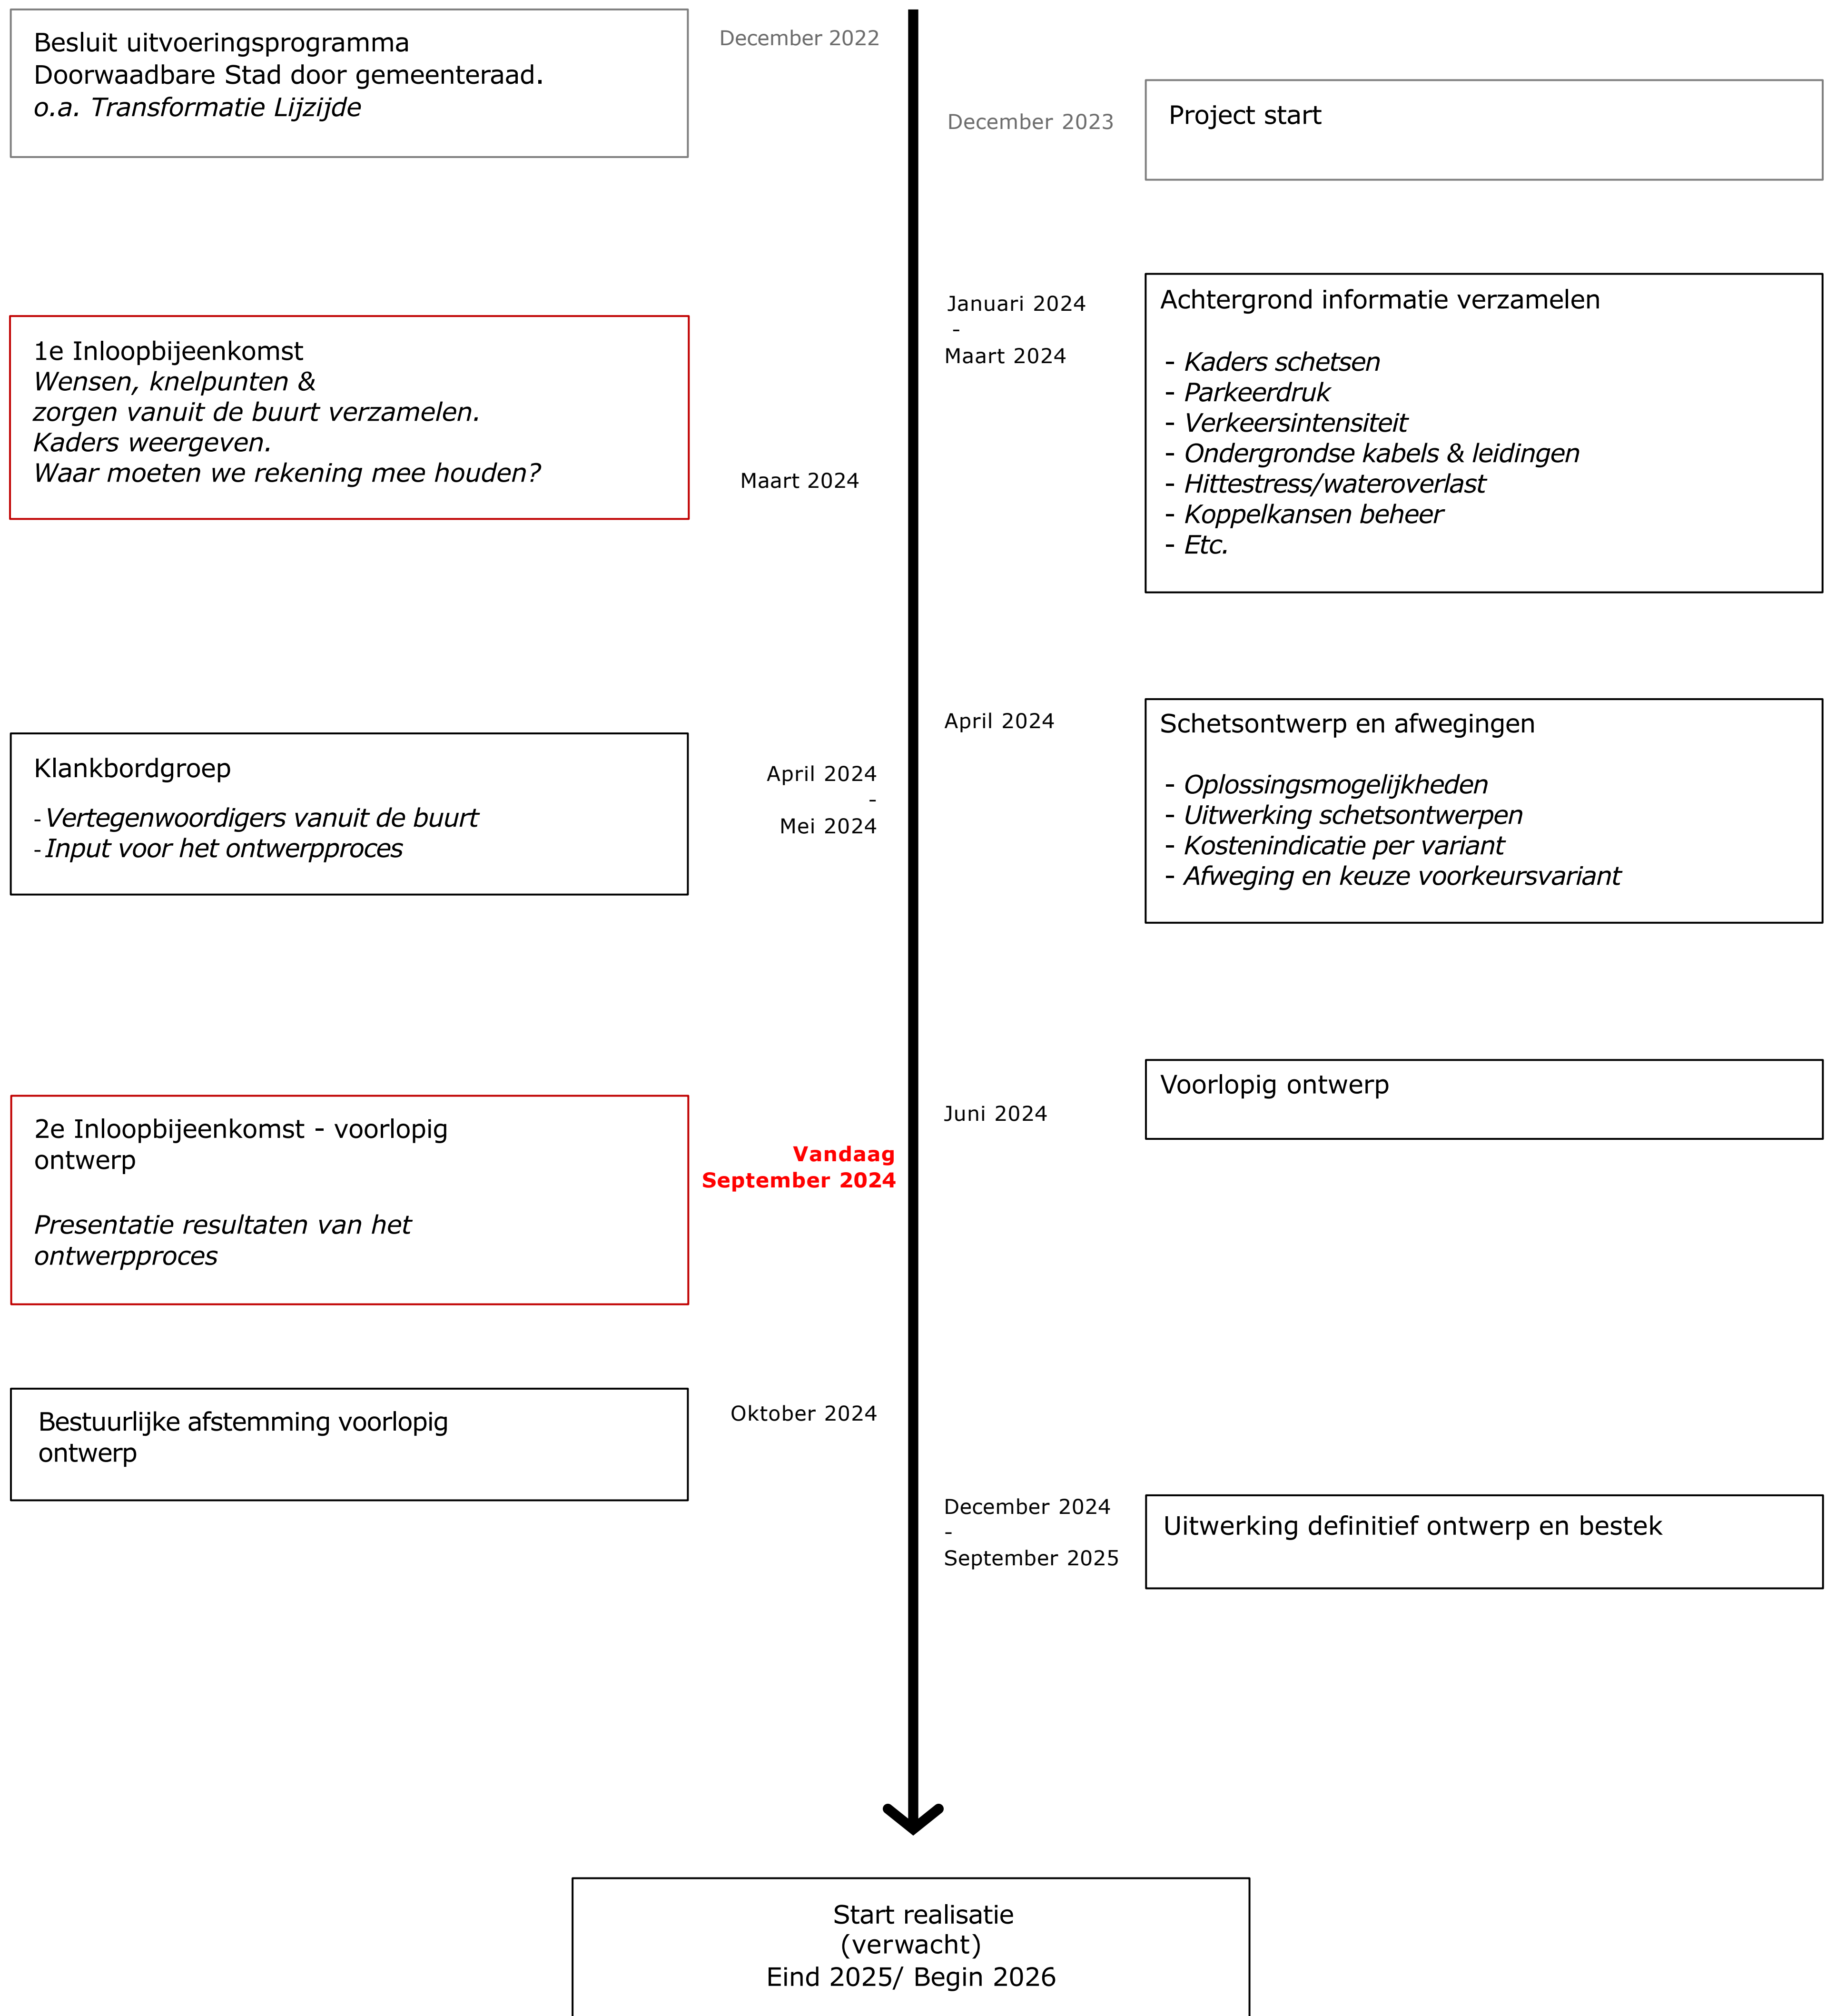 Besluit uitvoeringsprogramma
Doorwaadbare Stad door gemeenteraad.
o.a. Transformatie Lijzijde
December 2022
December 2023
Project start
Januari 2024
-
Maart 2024
Achtergrond informatie verzamelen
- Kaders schetsen
- Parkeerdruk
- Verkeersintensiteit
- Ondergrondse kabels & leidingen
- Hittestress/wateroverlast
- Koppelkansen beheer
- Etc.
1e Inloopbijeenkomst
Wensen, knelpunten &
zorgen vanuit de buurt verzamelen.
Kaders weergeven.
Waar moeten we rekening mee houden?
Maart 2024
April 2024
Schetsontwerp en afwegingen
- Oplossingsmogelijkheden
- Uitwerking schetsontwerpen
- Kostenindicatie per variant
- Afweging en keuze voorkeursvariant
Klankbordgroep
-Vertegenwoordigers vanuit de buurt
-Input voor het ontwerpproces
April 2024
-
Mei 2024
Juni 2024
Voorlopig ontwerp
2e Inloopbijeenkomst - voorlopig
ontwerp
Presentatie resultaten van het
ontwerpproces
Vandaag
September 2024
Bestuurlijke afstemming voorlopig
ontwerp
Oktober 2024
December 2024
-
September 2025
Uitwerking definitief ontwerp en bestek
Start realisatie
(verwacht)
Eind 2025/ Begin 2026